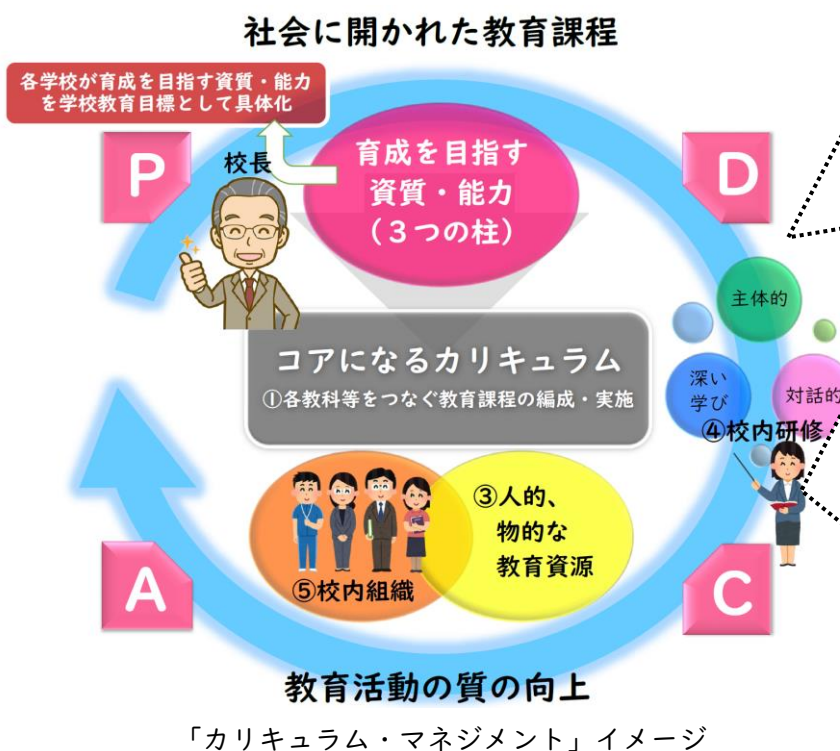 社会に開かれた教育課程
各学校が育成を目指す資質・能力
を学校教育目標として具体化
P
校長
育成を目指す
資質・能力
(3つの柱)
D
主体的
深い
学び
対話的
コアになるカリキュラム
①各教科等をつなぐ教育課程の編成・実施
④校内研修
③人的、
物的な
教育資源
⑤校内組織
A
C
教育活動の質の向上
「カリキュラム・マネジメント」イメージ